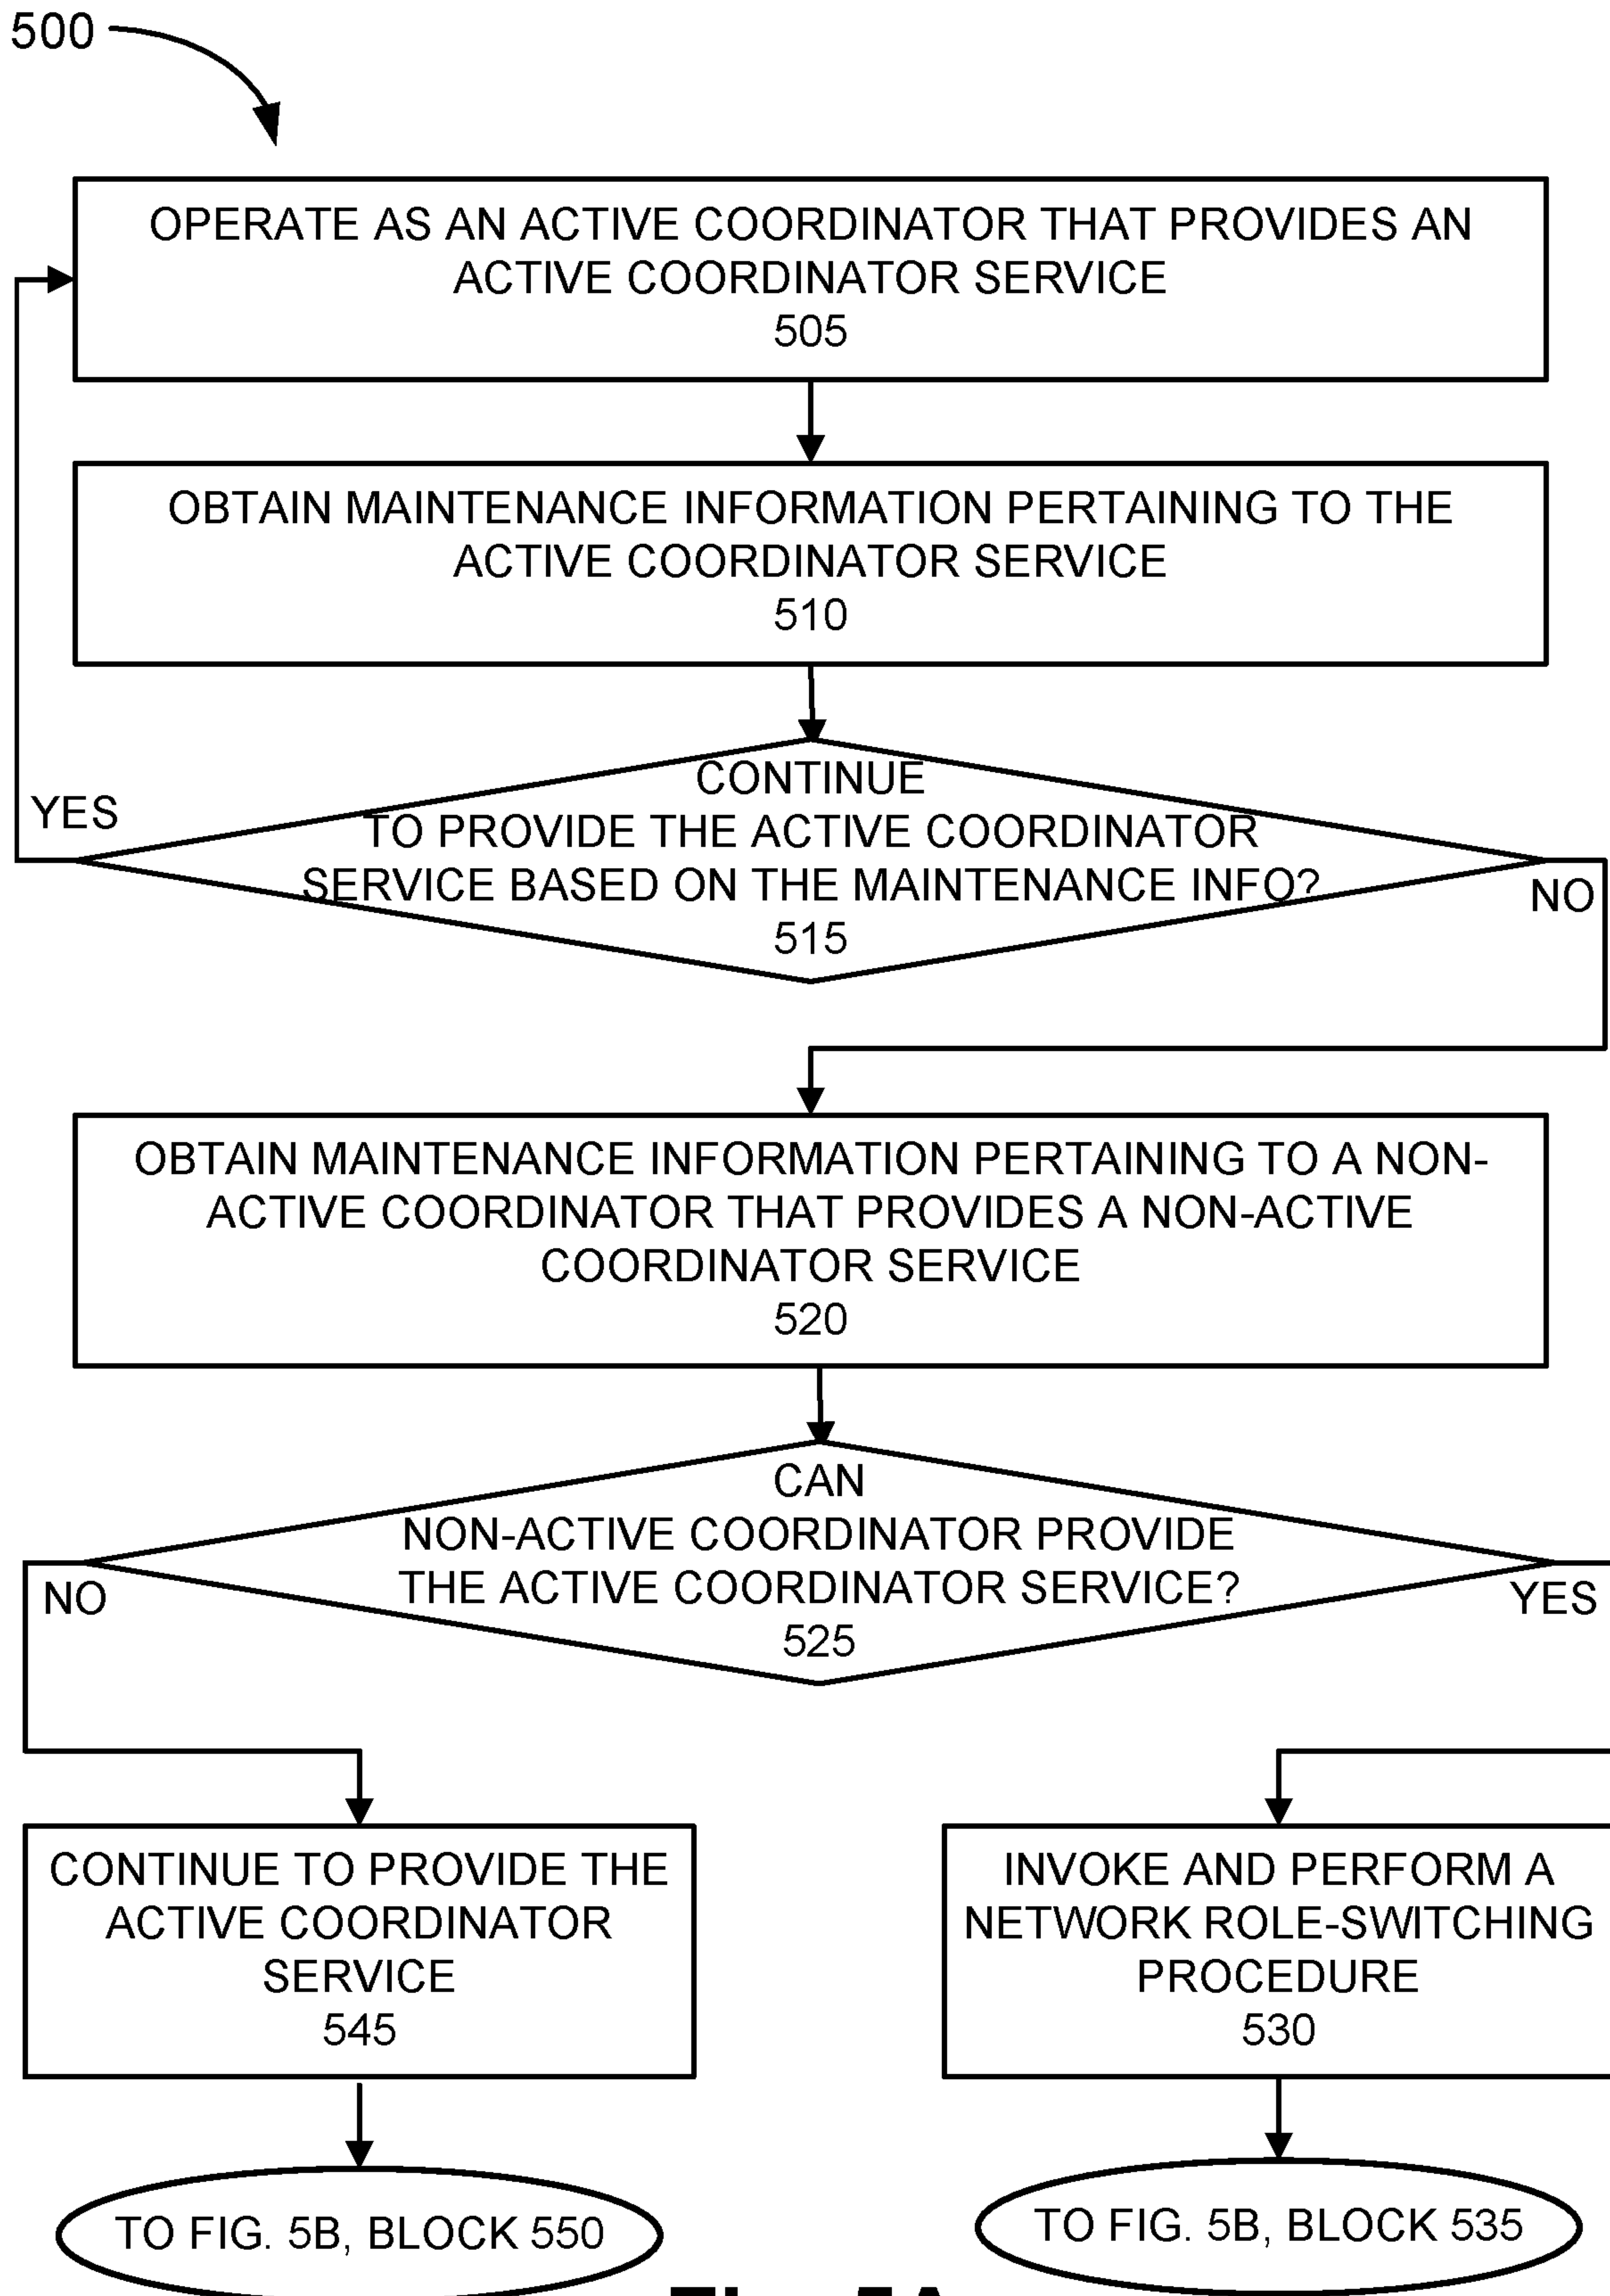 500
OPERATE AS AN ACTIVE COORDINATOR THAT PROVIDES AN
ACTIVE COORDINATOR SERVICE
505
OBTAIN MAINTENANCE INFORMATION PERTAINING TO THE
ACTIVE COORDINATOR SERVICE
510
CONTINUE
TO PROVIDE THE ACTIVE COORDINATOR
SERVICE BASED ON THE MAINTENANCE INFO?
515
YES
NO
OBTAIN MAINTENANCE INFORMATION PERTAINING TO A NON-
ACTIVE COORDINATOR THAT PROVIDES A NON-ACTIVE
COORDINATOR SERVICE
520
CAN
NON-ACTIVE COORDINATOR PROVIDE
THE ACTIVE COORDINATOR SERVICE?
525
NO
YES
CONTINUE TO PROVIDE THE
ACTIVE COORDINATOR
SERVICE
545
INVOKE AND PERFORM A
NETWORK ROLE-SWITCHING
PROCEDURE
530
TO FIG. 5B, BLOCK 550
TO FIG. 5B, BLOCK 535